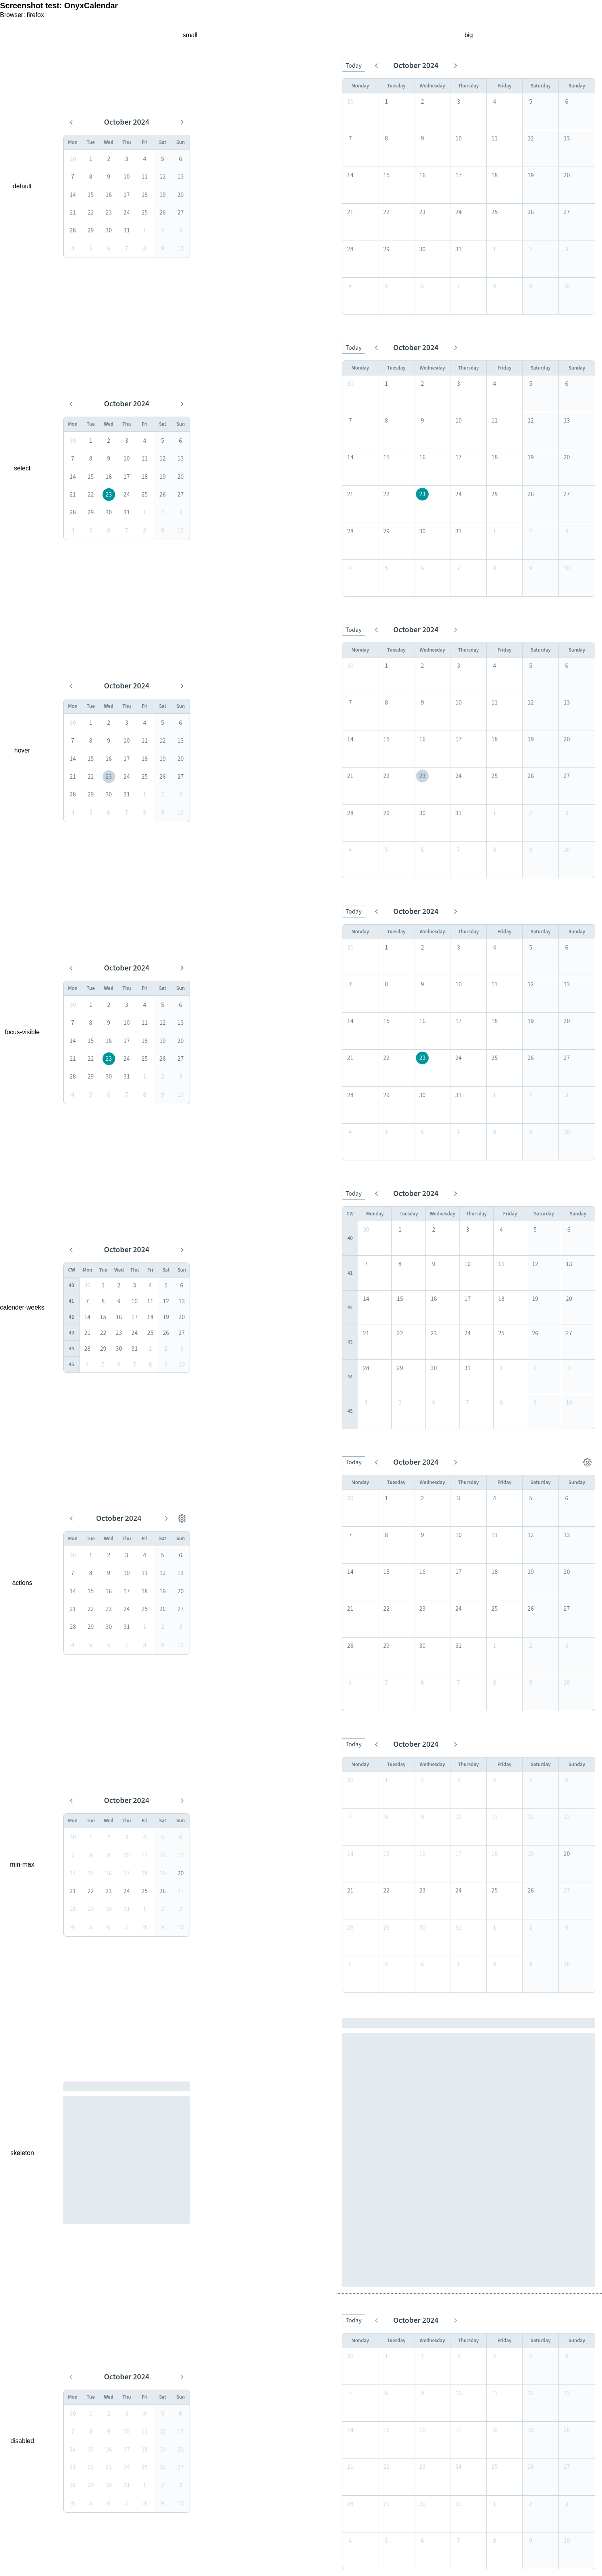 Screenshot test: OnyxCalendar
Browser: firefox
small
big
default
October 2024
Mon Tue Wed Thu Fri Sat Sun
30 1 2 3 4 5 6
7 8 9 10 11 12 13
14 15 16 17 18 19 20
21 22 23 24 25 26 27
28 29 30 31 1 2 3
4 5 6 7 8 9 10
Today October 2024
Monday Tuesday Wednesday Thursday Friday Saturday Sunday
30 1 2 3 4 5 6
7 8 9 10 11 12 13
14 15 16 17 18 19 20
21 22 23 24 25 26 27
28 29 30 31 1 2 3
4 5 6 7 8 9 10
select
October 2024
Mon Tue Wed Thu Fri Sat Sun
30 1 2 3 4 5 6
7 8 9 10 11 12 13
14 15 16 17 18 19 20
21 22 23 24 25 26 27
28 29 30 31 1 2 3
4 5 6 7 8 9 10
Today October 2024
Monday Tuesday Wednesday Thursday Friday Saturday Sunday
30 1 2 3 4 5 6
7 8 9 10 11 12 13
14 15 16 17 18 19 20
21 22 23 24 25 26 27
28 29 30 31 1 2 3
4 5 6 7 8 9 10
hover
October 2024
Mon Tue Wed Thu Fri Sat Sun
30 1 2 3 4 5 6
7 8 9 10 11 12 13
14 15 16 17 18 19 20
21 22 23 24 25 26 27
28 29 30 31 1 2 3
4 5 6 7 8 9 10
Today October 2024
Monday Tuesday Wednesday Thursday Friday Saturday Sunday
30 1 2 3 4 5 6
7 8 9 10 11 12 13
14 15 16 17 18 19 20
21 22 23 24 25 26 27
28 29 30 31 1 2 3
4 5 6 7 8 9 10
focus-visible
October 2024
Mon Tue Wed Thu Fri Sat Sun
30 1 2 3 4 5 6
7 8 9 10 11 12 13
14 15 16 17 18 19 20
21 22 23 24 25 26 27
28 29 30 31 1 2 3
4 5 6 7 8 9 10
Today October 2024
Monday Tuesday Wednesday Thursday Friday Saturday Sunday
30 1 2 3 4 5 6
7 8 9 10 11 12 13
14 15 16 17 18 19 20
21 22 23 24 25 26 27
28 29 30 31 1 2 3
4 5 6 7 8 9 10
calender-weeks
October 2024
CW Mon Tue Wed Thu Fri Sat Sun
40 30 1 2 3 4 5 6
41 7 8 9 10 11 12 13
42 14 15 16 17 18 19 20
43 21 22 23 24 25 26 27
44 28 29 30 31 1 2 3
45 4 5 6 7 8 9 10
Today October 2024
CW Monday Tuesday Wednesday Thursday Friday Saturday Sunday
40 30 1 2 3 4 5 6
41 7 8 9 10 11 12 13
42 14 15 16 17 18 19 20
43 21 22 23 24 25 26 27
44 28 29 30 31 1 2 3
45 4 5 6 7 8 9 10
actions
October 2024
Mon Tue Wed Thu Fri Sat Sun
30 1 2 3 4 5 6
7 8 9 10 11 12 13
14 15 16 17 18 19 20
21 22 23 24 25 26 27
28 29 30 31 1 2 3
4 5 6 7 8 9 10
Today October 2024
Monday Tuesday Wednesday Thursday Friday Saturday Sunday
30 1 2 3 4 5 6
7 8 9 10 11 12 13
14 15 16 17 18 19 20
21 22 23 24 25 26 27
28 29 30 31 1 2 3
4 5 6 7 8 9 10
min-max
October 2024
Mon Tue Wed Thu Fri Sat Sun
30 1 2 3 4 5 6
7 8 9 10 11 12 13
14 15 16 17 18 19 20
21 22 23 24 25 26 27
28 29 30 31 1 2 3
4 5 6 7 8 9 10
Today October 2024
Monday Tuesday Wednesday Thursday Friday Saturday Sunday
30 1 2 3 4 5 6
7 8 9 10 11 12 13
14 15 16 17 18 19 20
21 22 23 24 25 26 27
28 29 30 31 1 2 3
4 5 6 7 8 9 10
skeleton
disabled
October 2024
Mon Tue Wed Thu Fri Sat Sun
30 1 2 3 4 5 6
7 8 9 10 11 12 13
14 15 16 17 18 19 20
21 22 23 24 25 26 27
28 29 30 31 1 2 3
4 5 6 7 8 9 10
Today October 2024
Monday Tuesday Wednesday Thursday Friday Saturday Sunday
30 1 2 3 4 5 6
7 8 9 10 11 12 13
14 15 16 17 18 19 20
21 22 23 24 25 26 27
28 29 30 31 1 2 3
4 5 6 7 8 9 10